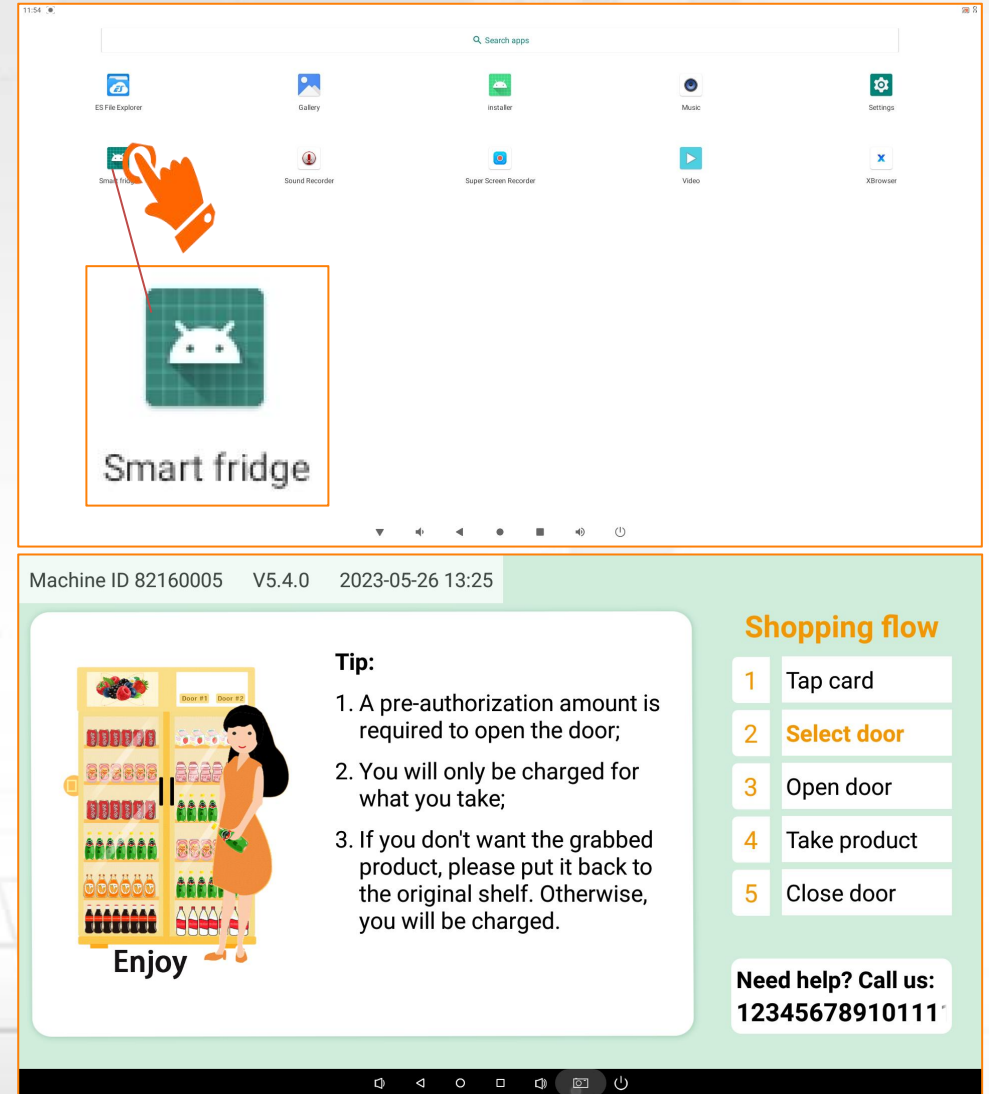 11:54
Search apps
ES File Explorer
Gallery
installer
Music
Settings
Smart fridge
Sound Recorder
Super Screen Recorder
Video
XBrowser
Smart fridge
Machine ID 82160005 V5.4.0 2023-05-26 13:25
Door #1 Door #2
Enjoy
Tip:
1. A pre-authorization amount is
required to open the door;
2. You will only be charged for
what you take;
3. If you don't want the grabbed
product, please put it back to
the original shelf. Otherwise,
you will be charged.
Shopping flow
1 Tap card
2 Select door
3 Open door
4 Take product
5 Close door
Need help? Call us:
12345678910111